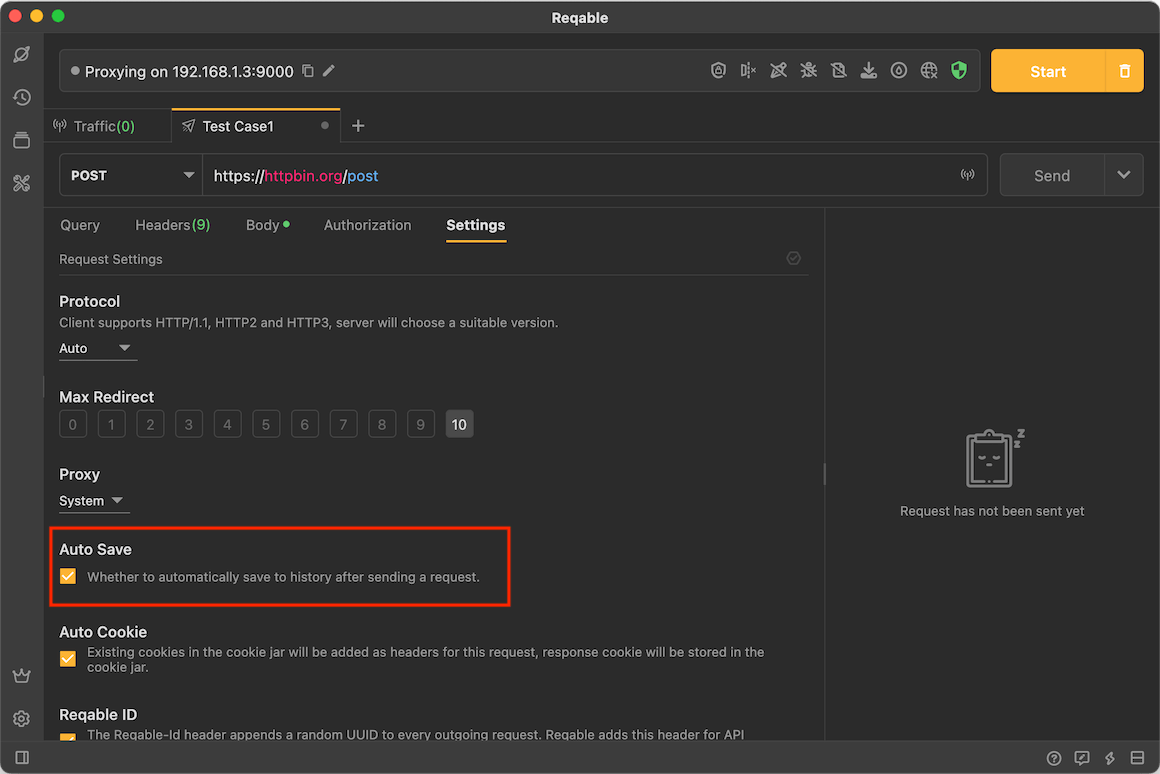 Reqable
Proxying on 192.168.1.3:9000
Start
Traffic(0)
Test Case1
POST
https://httpbin.org/post
Send
Query
Headers(9)
Body
Authorization
Settings
Request Settings
Protocol
Client supports HTTP/1.1, HTTP2 and HTTP3, server will choose a suitable version.
Auto
Max Redirect
0 1 2 3 4 5 6 7 8 9 10
Proxy
System
Auto Save
Whether to automatically save to history after sending a request.
Auto Cookie
Existing cookies in the cookie jar will be added as headers for this request, response cookie will be stored in the
cookie jar.
Reqable ID
The Reqable-Id header appends a random UUID to every outgoing request. Reqable adds this header for API
z
z
Request has not been sent yet